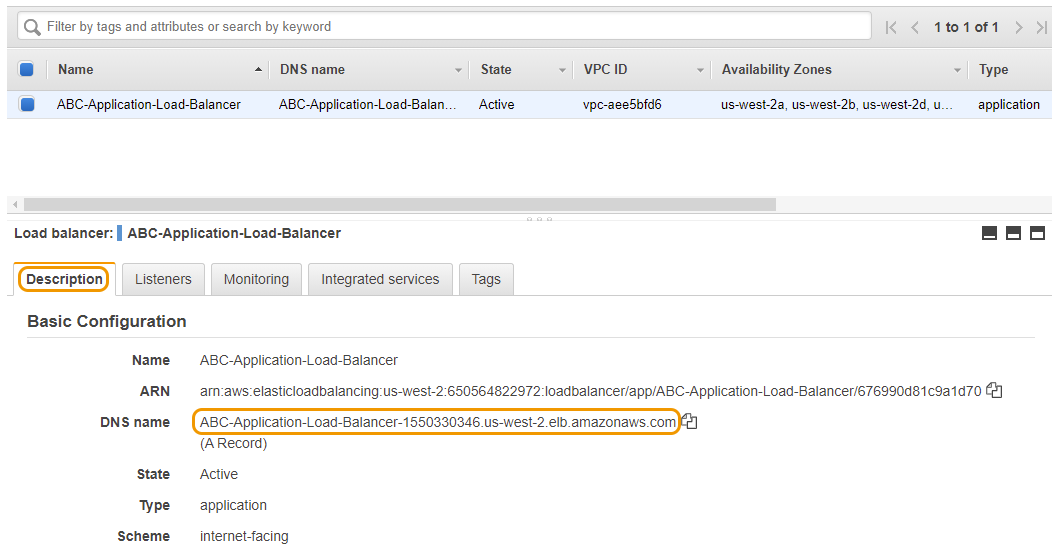 Filter by tags and attributes or search by keyword 1 to 1 of 1
Name DNS name State VPC ID Availability Zones Type
ABC-Application-Load-Balancer ABC-Application-Load-Balan... Active vpc-aee5bfd6 us-west-2a, us-west-2b, us-west-2d, u... application
Load balancer: ABC-Application-Load-Balancer
Description Listeners Monitoring Integrated services Tags
Basic Configuration
Name ABC-Application-Load-Balancer
ARN arn:aws:elasticloadbalancing:us-west-2:650564822972:loadbalancer/app/ABC-Application-Load-Balancer/676990d81c9a1d70
DNS name ABC-Application-Load-Balancer-1550330346.us-west-2.elb.amazonaws.com
(A Record)
State Active
Type application
Scheme internet-facing